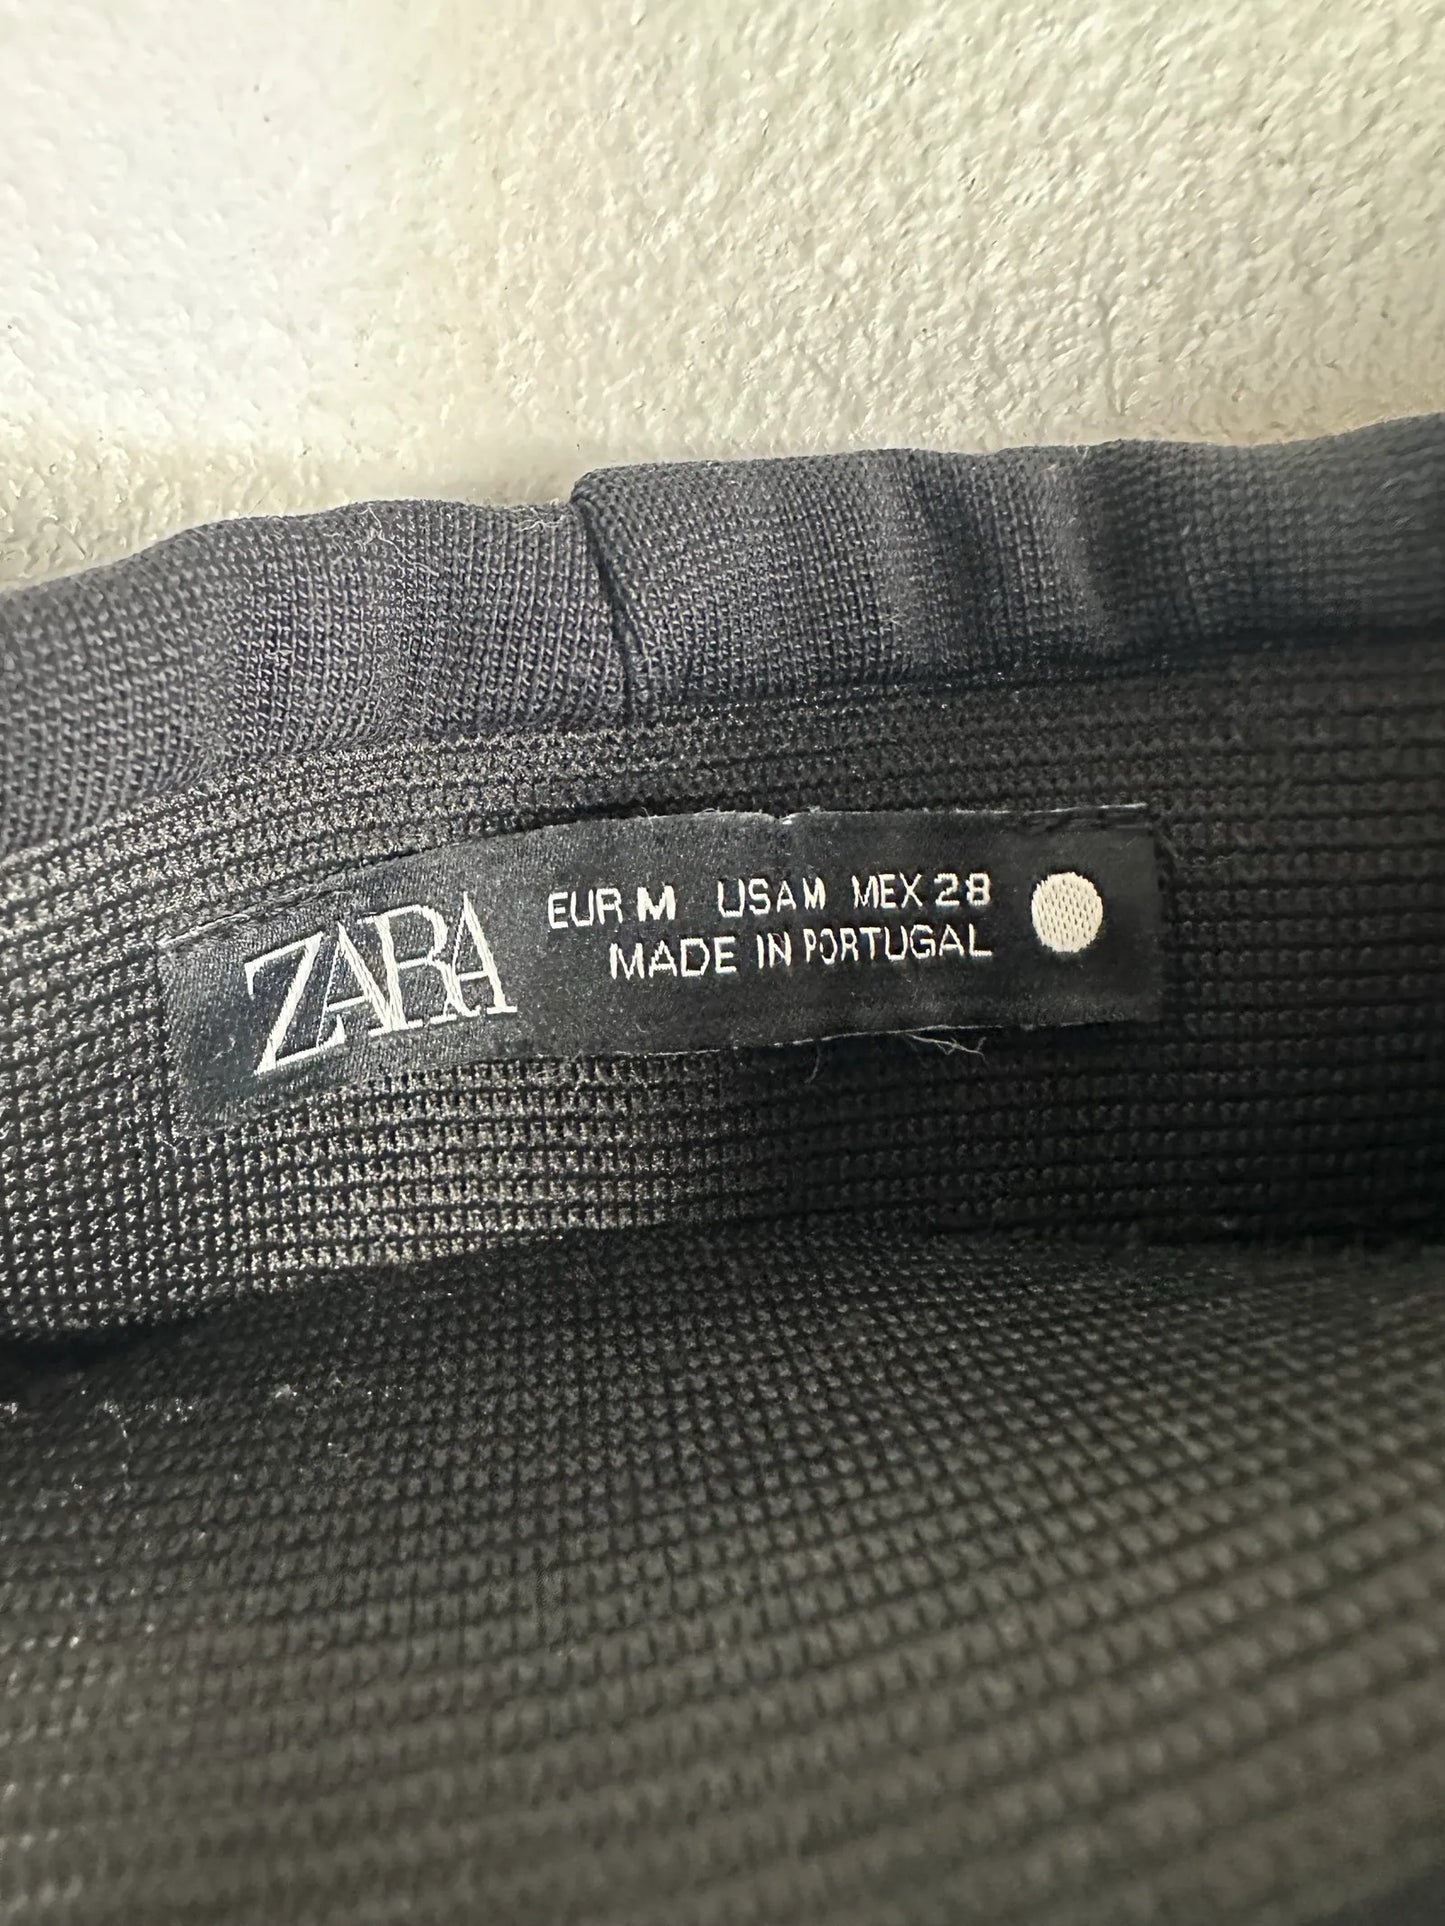 ZARA
EUR M USA M MEX 28
MADE IN PORTUGAL